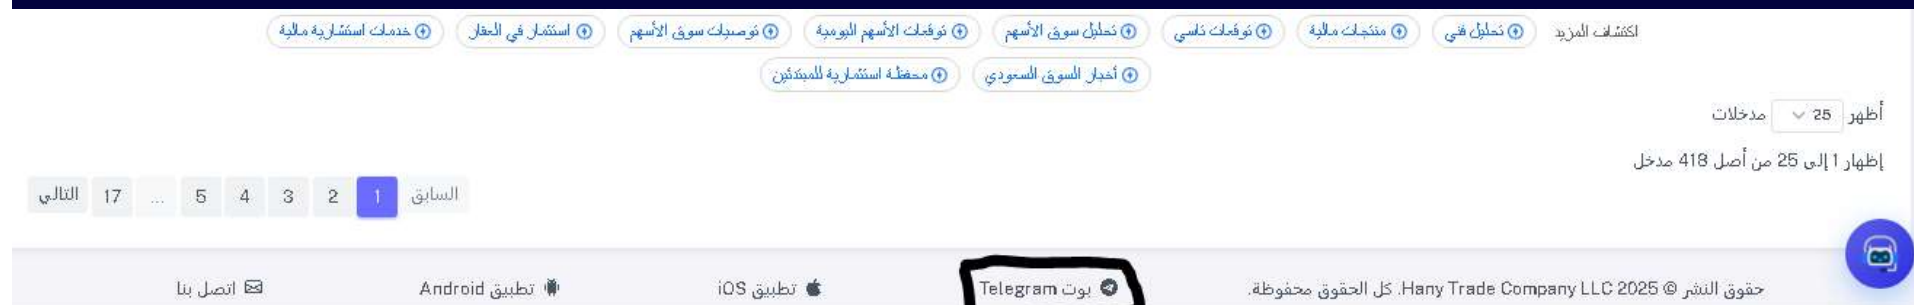 اكتشاف المزيد تحليل فني منتجات مالية توقعات تاسي تحليل سوق الأسهم توقعات الأسهم اليومية توصيات سوق الأسهم استثمار في العقار خدمات استشارية مالية
أخبار السوق السعودي محفظة استثمارية للمبتدئين
أظهر 25 مدخلات
إظهار 1 إلى 25 من أصل 418 مدخل
السابق 1 2 3 4 5 ... 17 التالي
حقوق النشر © 2025 Hany Trade Company LLC. كل الحقوق محفوظة. بوت Telegram تطبيق iOS تطبيق Android اتصل بنا